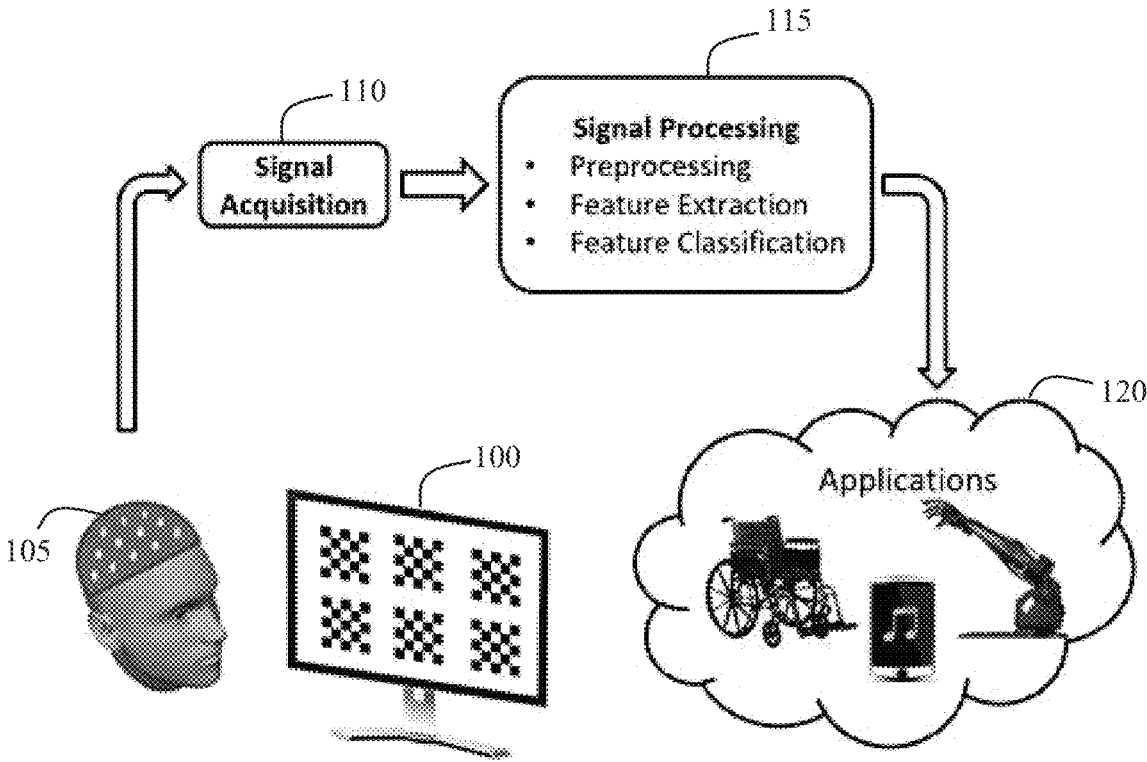 115
110
Signal Processing
• Preprocessing
• Feature Extraction
• Feature Classification
Signal
Acquisition
120
100
Applications
105